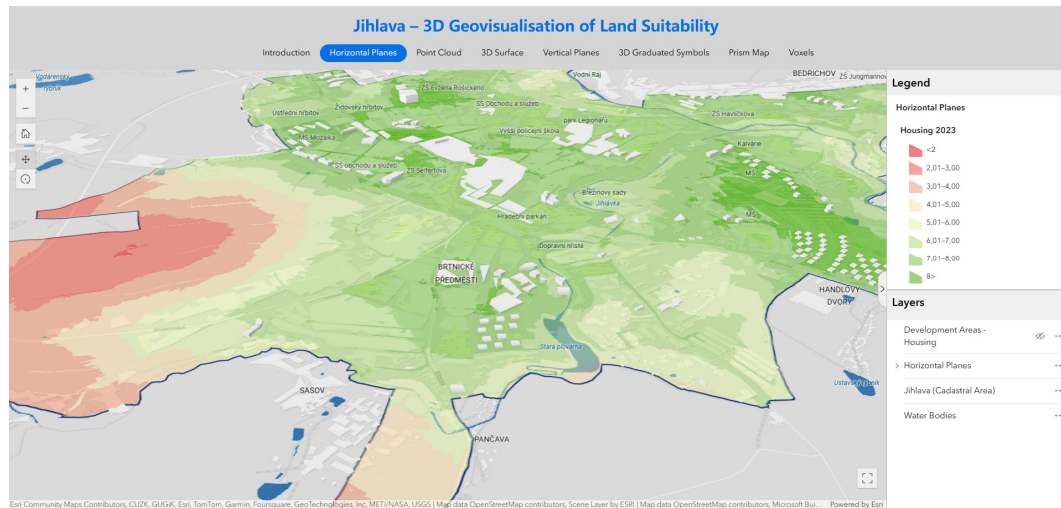 Jihlava – 3D Geovisualisation of Land Suitability
Introduction
Horizontal Planes
Point Cloud
3D Surface
Vertical Planes
3D Graduated Symbols
Prism Map
Voxels
Vodárenský
rybník
Ústřední hřbitov
Židovský hřbitov
ZŠ Evžena Rošického
SŠ Obchodu a služeb
Vodní Ráj
park Legionářů
BEDŘICHOV
ZŠ Jungmannov
ZŠ Havlíčkova
MŠ Mozaika
Vyšší policejní škola
Kalvárie
SŠ obchodu a služeb
ZŠ Seifertova
MŠ
Březinovy sady
Jihlávka
Hradební parkán
MŠ
Dopravní hřiště
BRTNICKÉ
PŘEDMĚSTÍ
HANDLOVY
DVORY
Stará plovárna
SASOV
Ústavský rybník
PANČAVA
Legend
Horizontal Planes
Housing 2023
<2
2,01–3,00
3,01–4,00
4,01–5,00
5,01–6,00
6,01–7,00
7,01–8,00
8>
Layers
Development Areas -
Housing
Horizontal Planes
Jihlava (Cadastral Area)
Water Bodies
Esri Community Maps Contributors, CUZK, GUGiK, Esri, TomTom, Garmin, Foursquare, GeoTechnologies, Inc, METI/NASA, USGS | Map data OpenStreetMap contributors, Scene Layer by ESRI | Map data OpenStreetMap contributors, Microsoft Bui...
Powered by Esri